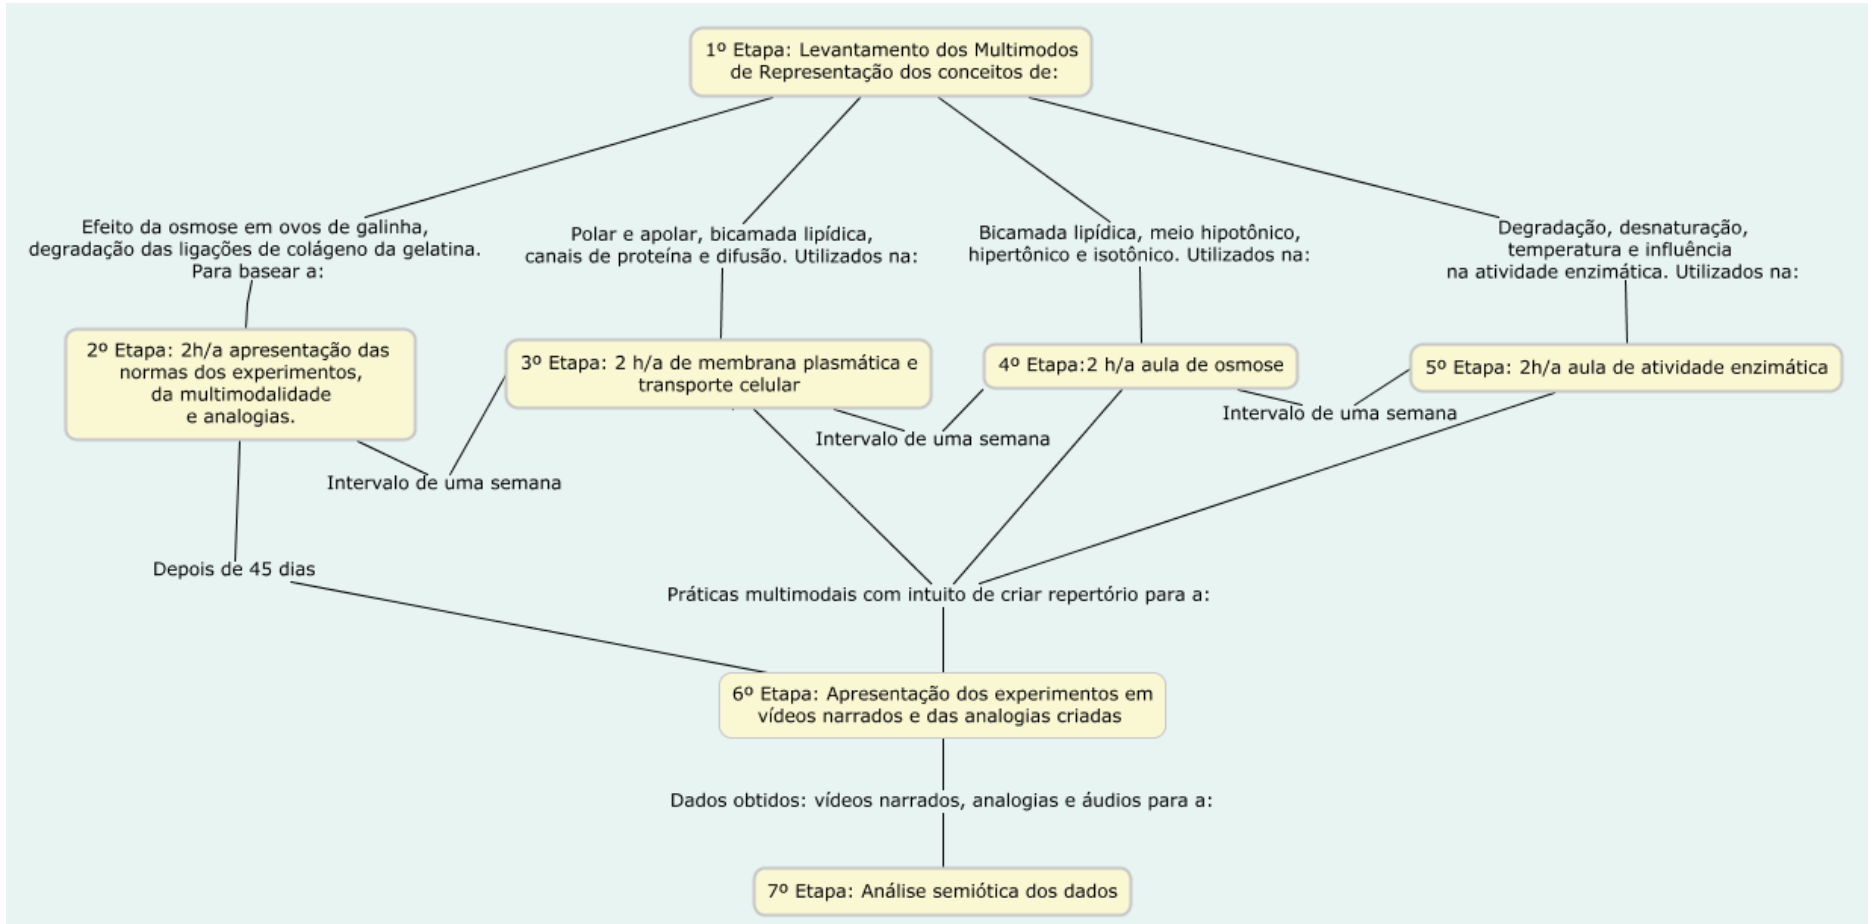 1º Etapa: Levantamento dos Multimodos
de Representação dos conceitos de:
Efeito da osmose em ovos de galinha,
degradação das ligações de colágeno da gelatina.
Para basear a:
Polar e apolar, bicamada lipídica,
canais de proteína e difusão. Utilizados na:
Bicamada lipídica, meio hipotônico,
hipertônico e isotônico. Utilizados na:
Degradação, desnaturação,
temperatura e influência
na atividade enzimática. Utilizados na:
2º Etapa: 2h/a apresentação das
normas dos experimentos,
da multimodalidade
e analogias.
3º Etapa: 2 h/a de membrana plasmática e
transporte celular
4º Etapa:2 h/a aula de osmose
5º Etapa: 2h/a aula de atividade enzimática
Intervalo de uma semana
Intervalo de uma semana
Intervalo de uma semana
Depois de 45 dias
Práticas multimodais com intuito de criar repertório para a:
6º Etapa: Apresentação dos experimentos em
vídeos narrados e das analogias criadas
Dados obtidos: vídeos narrados, analogias e áudios para a:
7º Etapa: Análise semiótica dos dados